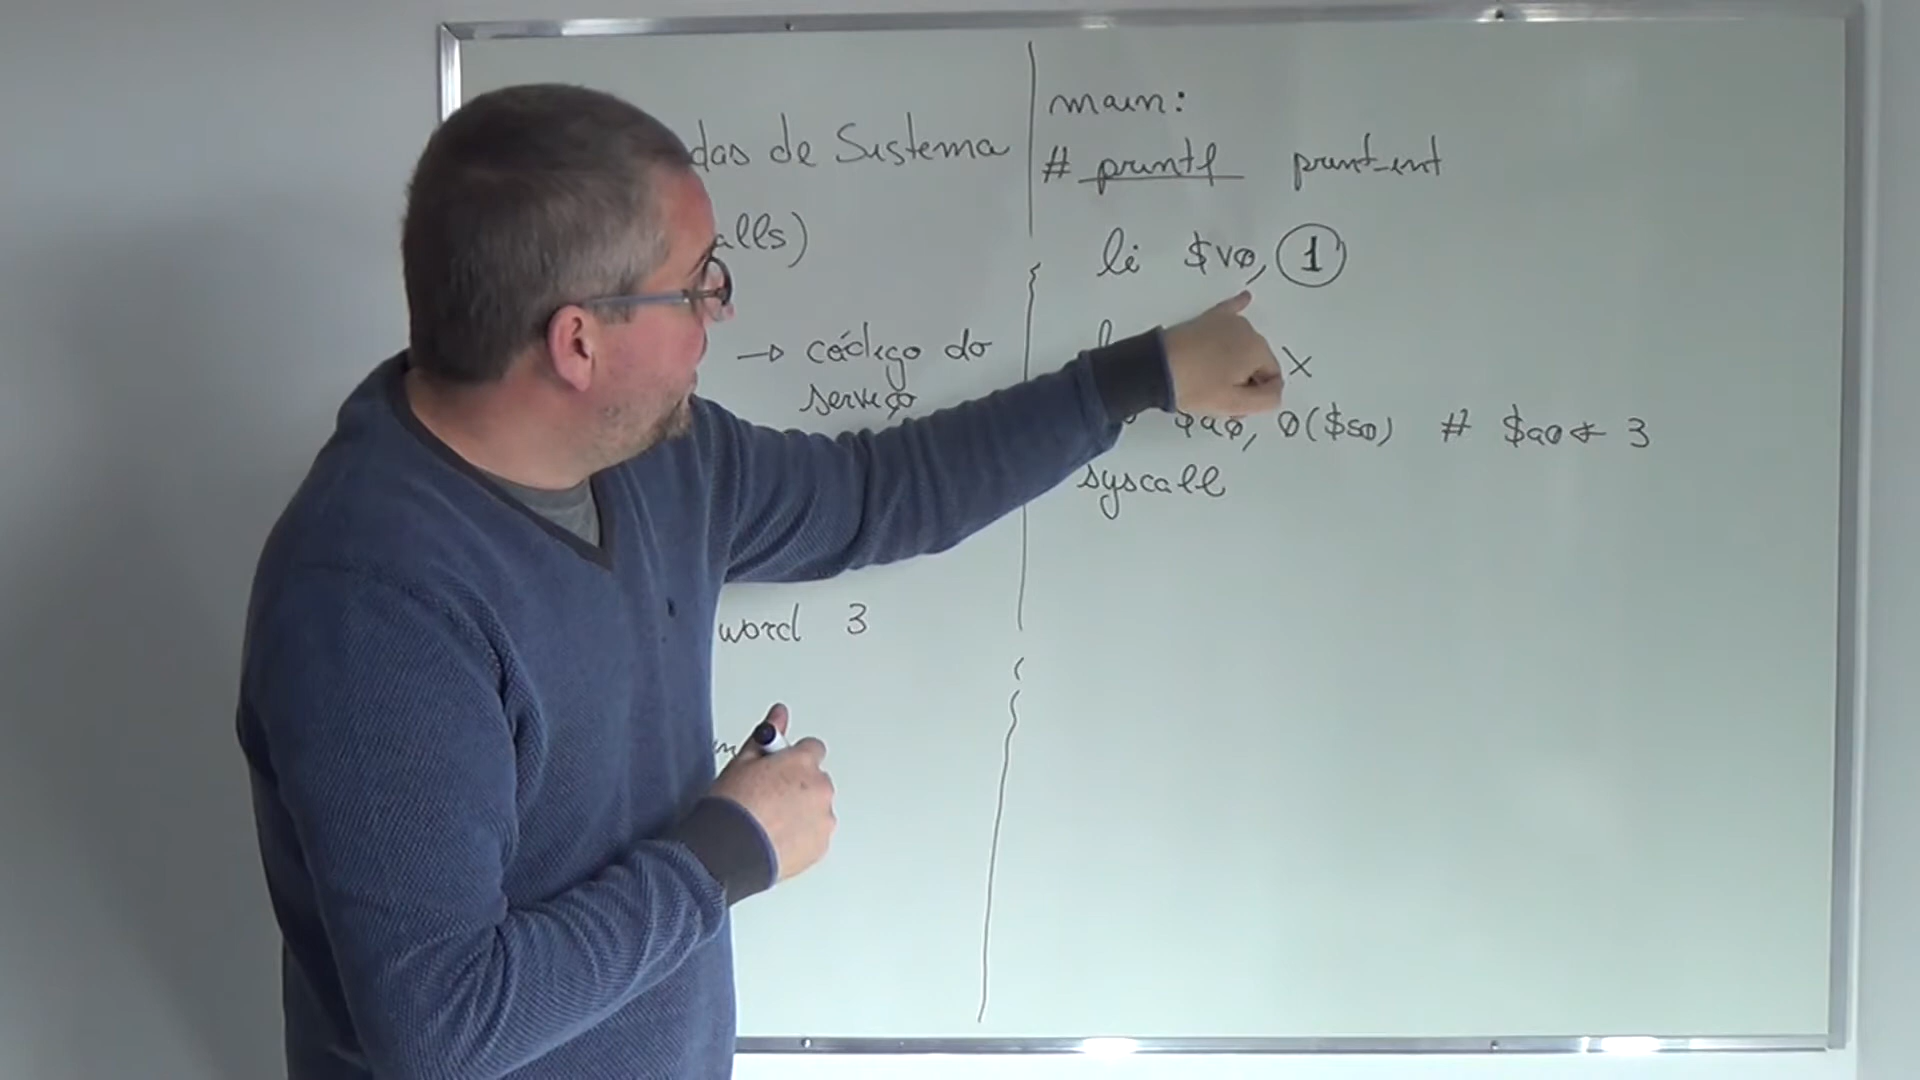 das de Sistema
alls)
→ código do
serviço
word 3
main:
# printf print_int
li $v0, 1
X
$a0, 0($s0) # $a0 ← 3
syscall